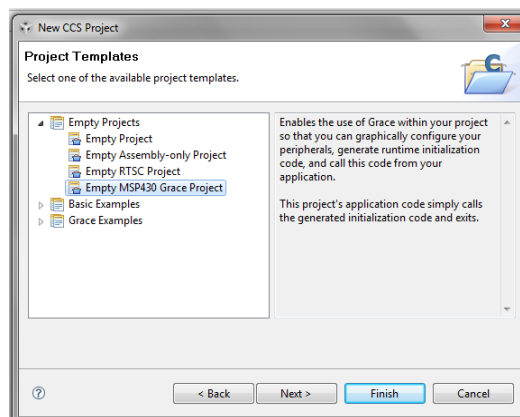 New CCS Project
Project Templates
Select one of the available project templates.
Empty Projects
Empty Project
Empty Assembly-only Project
Empty RTSC Project
Empty MSP430 Grace Project
Basic Examples
Grace Examples
Enables the use of Grace within your project
so that you can graphically configure your
peripherals, generate runtime initialization
code, and call this code from your
application.
This project's application code simply calls
the generated initialization code and exits.
< Back Next > Finish Cancel